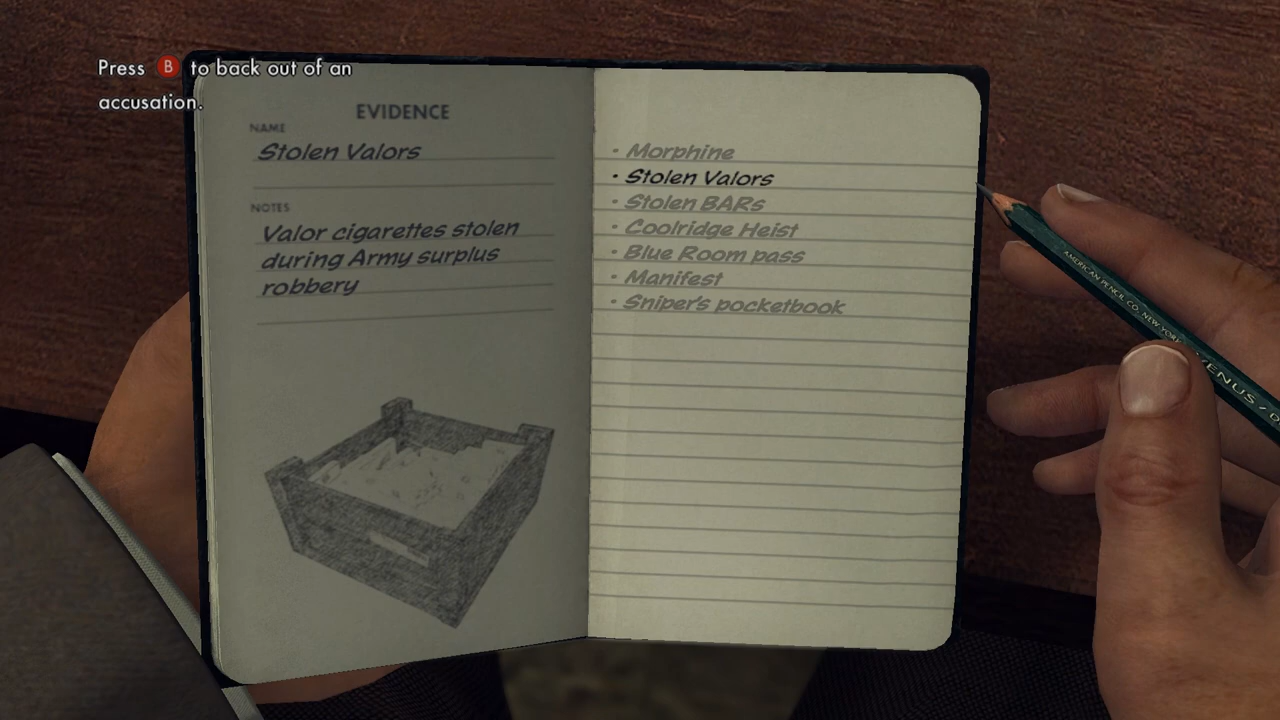 Press B to back out of an
accusation.
EVIDENCE
NAME
Stolen Valors
NOTES
Valor cigarettes stolen
during Army surplus
robbery
• Morphine
• Stolen Valors
• Stolen BARs
• Coolridge Heist
• Blue Room pass
• Manifest
• Sniper's pocketbook
AMERICAN PENCIL CO. NEW YORK VENUS